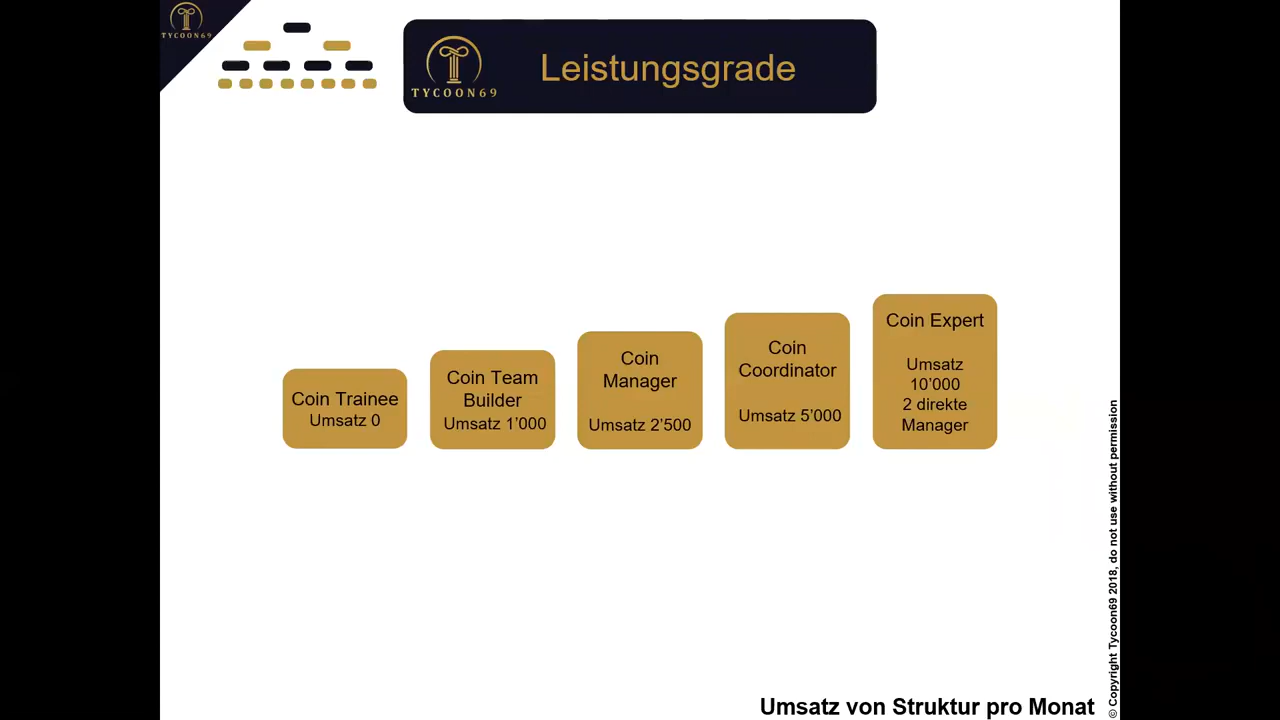 TYCOON69
TYCOON69
Leistungsgrade
Coin Trainee
Umsatz 0
Coin Team
Builder
Umsatz 1’000
Coin
Manager
Umsatz 2’500
Coin
Coordinator
Umsatz 5’000
Coin Expert
Umsatz
10’000
2 direkte
Manager
Umsatz von Struktur pro Monat
© Copyright Tycoon69 2018, do not use without permission